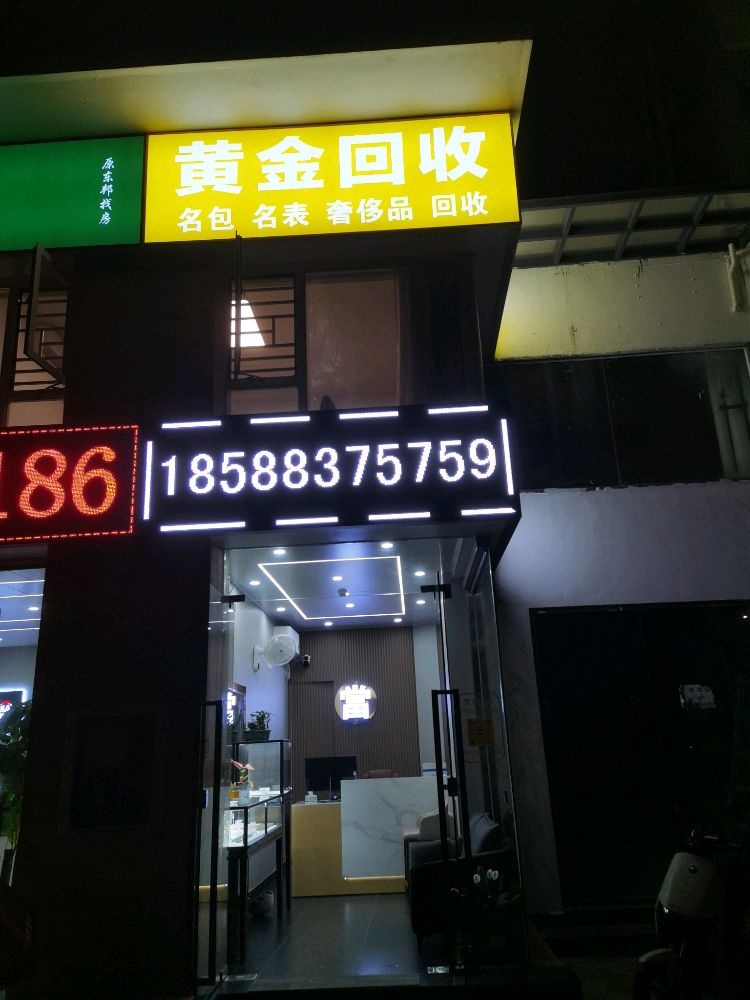 原东邦找房
黄金回收
名包 名表 奢侈品 回收
186
18588375759
當